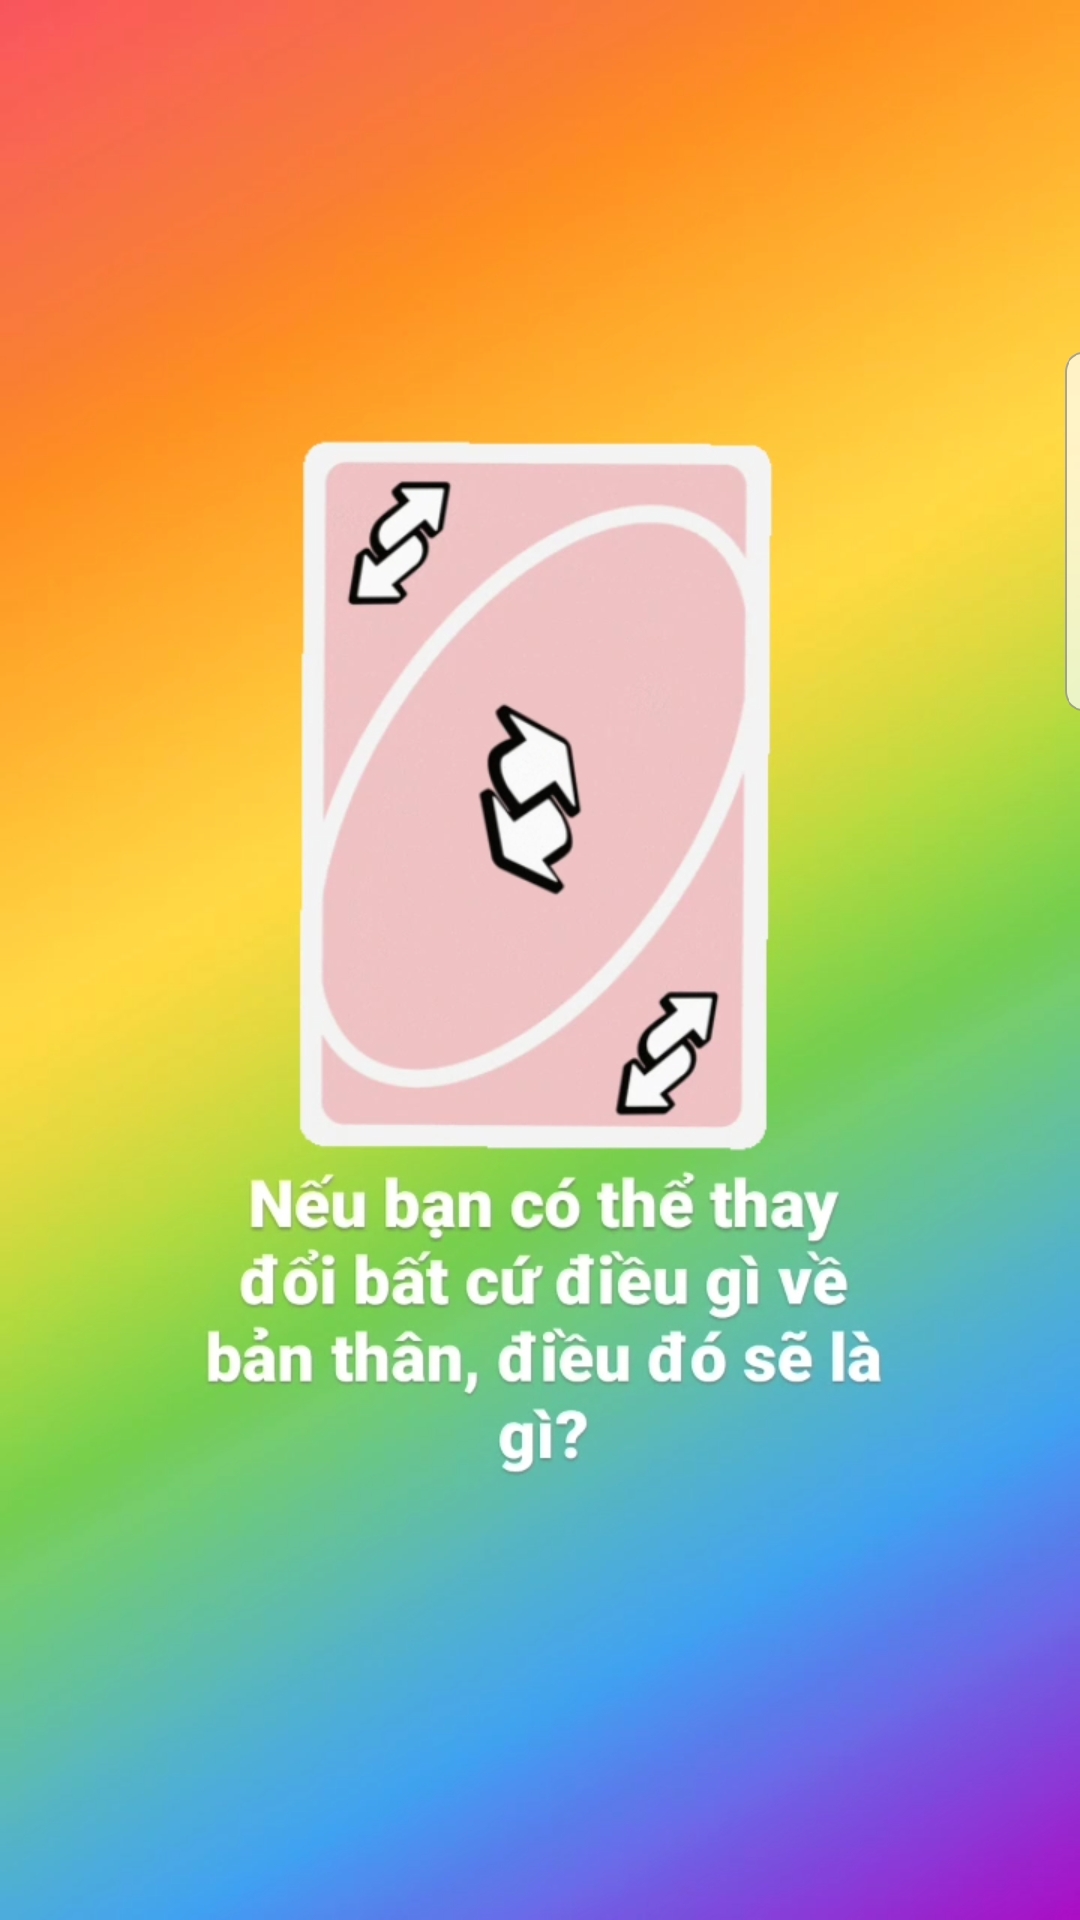 Nếu bạn có thể thay
đổi bất cứ điều gì về
bản thân, điều đó sẽ là
gì?